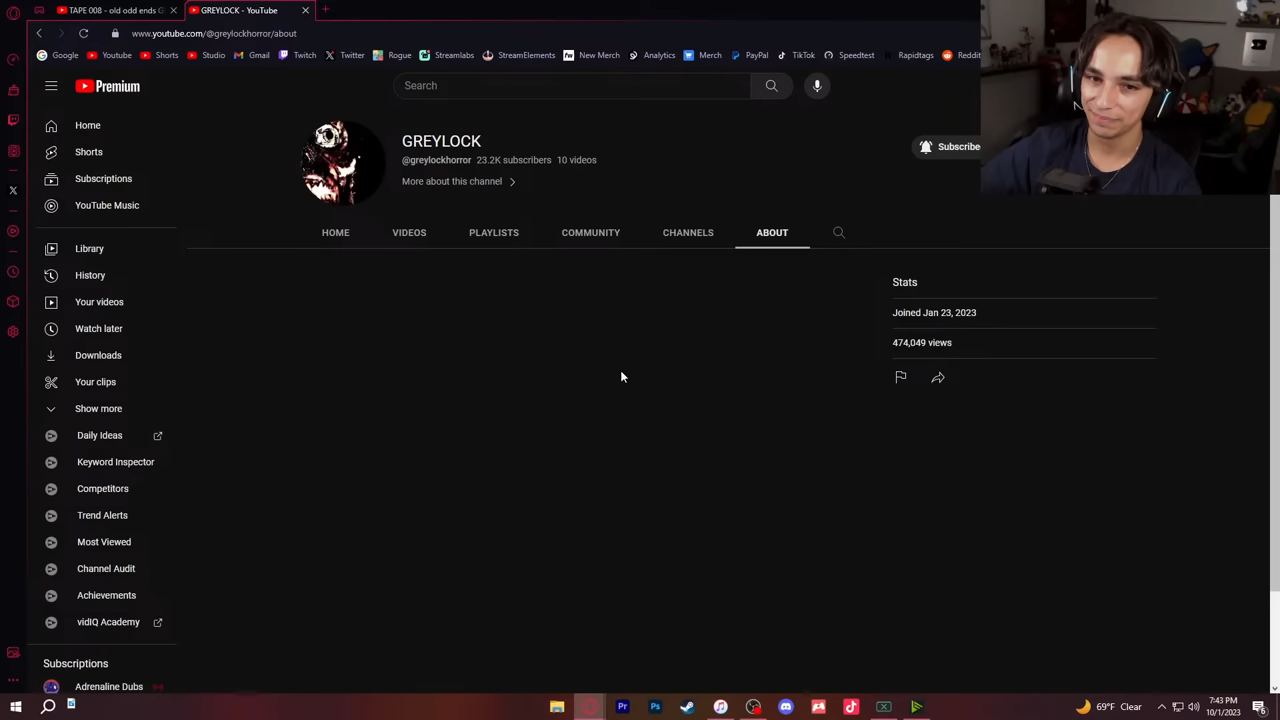 TAPE 008 - old odd ends G
GREYLOCK - YouTube
www.youtube.com/@greylockhorror/about
Google Youtube Shorts Studio Gmail Twitch Twitter Rogue Streamlabs StreamElements New Merch Analytics Merch PayPal TikTok Speedtest Rapidtags Reddit
Premium
Search
GREYLOCK
@greylockhorror 23.2K subscribers 10 videos
More about this channel
Subscribe
HOME VIDEOS PLAYLISTS COMMUNITY CHANNELS ABOUT
Home
Shorts
Subscriptions
YouTube Music
Library
History
Your videos
Watch later
Downloads
Your clips
Show more
Daily Ideas
Keyword Inspector
Competitors
Trend Alerts
Most Viewed
Channel Audit
Achievements
vidIQ Academy
Subscriptions
Adrenaline Dubs
Stats
Joined Jan 23, 2023
474,049 views
69°F Clear
7:43 PM
10/1/2023
6